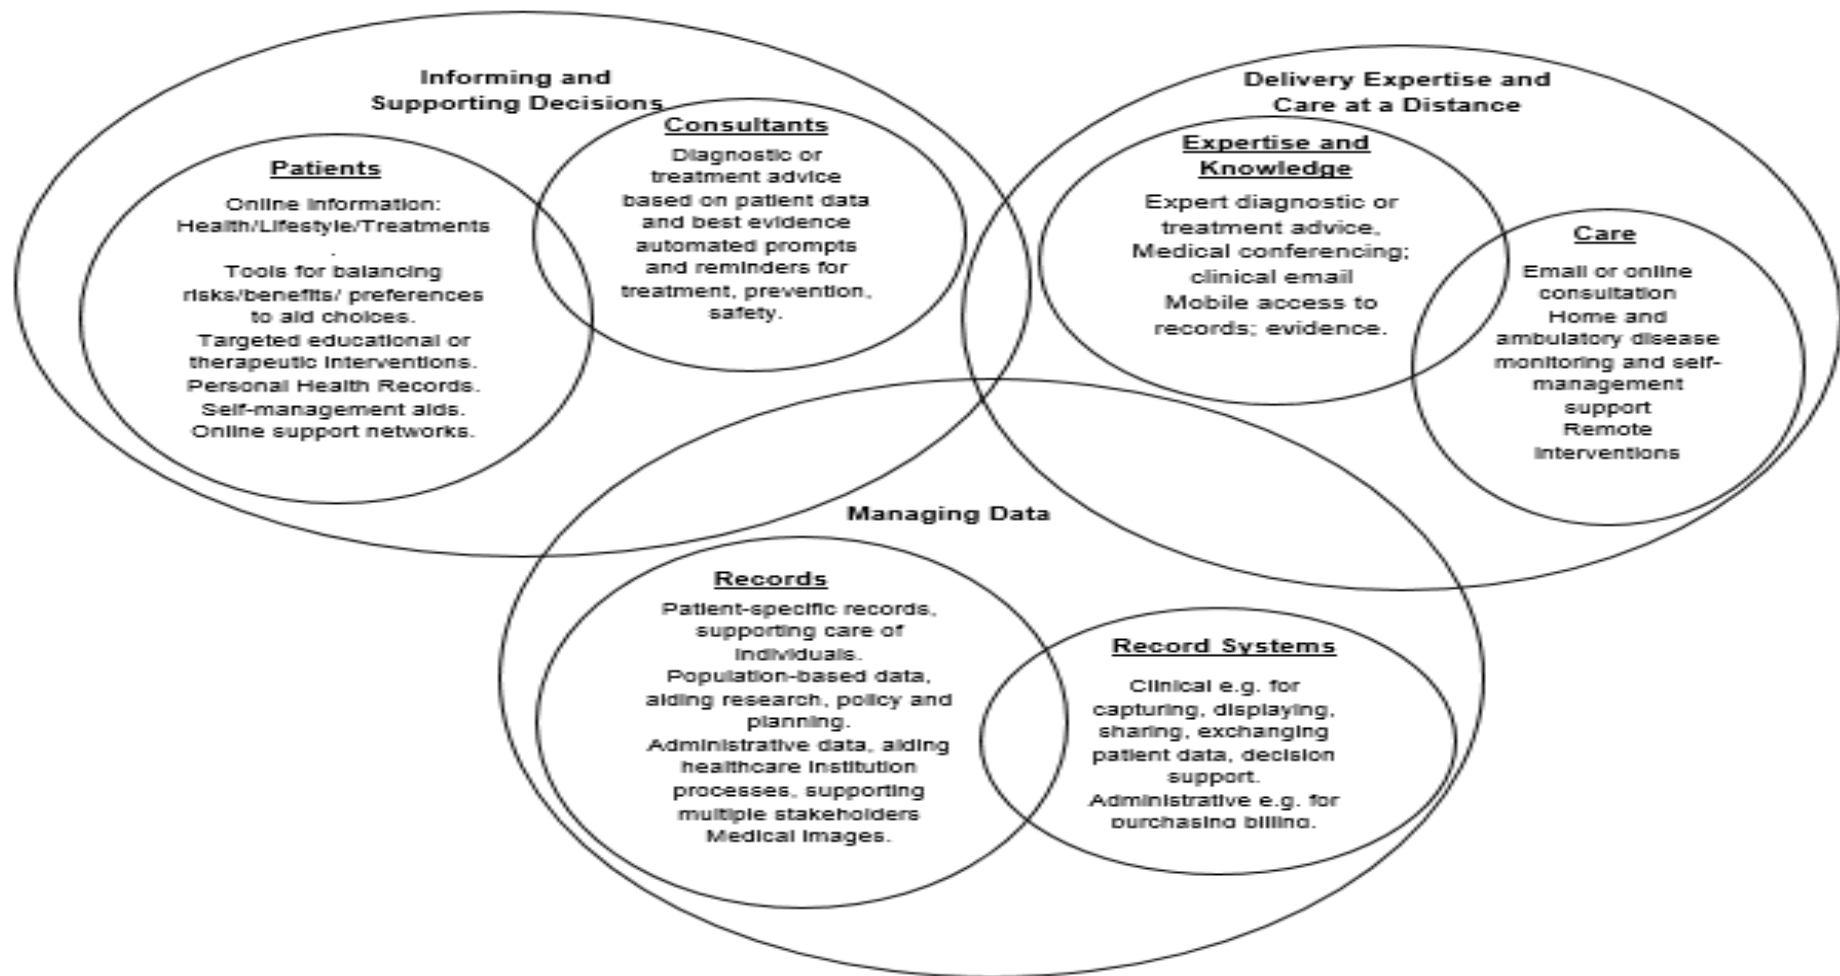 Informing and
Supporting Decisions
Patients
Online Information:
Health/Lifestyle/Treatments
.
Tools for balancing
risks/benefits/ preferences
to aid choices.
Targeted educational or
therapeutic interventions.
Personal Health Records.
Self-management aids.
Online support networks.
Consultants
Diagnostic or
treatment advice
based on patient data
and best evidence
automated prompts
and reminders for
treatment, prevention,
safety.
Delivery Expertise and
Care at a Distance
Expertise and
Knowledge
Expert diagnostic or
treatment advice,
Medical conferencing;
clinical email
Mobile access to
records; evidence.
Care
Email or online
consultation
Home and
ambulatory disease
monitoring and self-
management
support
Remote
interventions
Managing Data
Records
Patient-specific records,
supporting care of
individuals.
Population-based data,
aiding research, policy and
planning.
Administrative data, aiding
healthcare institution
processes, supporting
multiple stakeholders
Medical images.
Record Systems
Clinical e.g. for
capturing, displaying,
sharing, exchanging
patient data, decision
support.
Administrative e.g. for
purchasing billing.